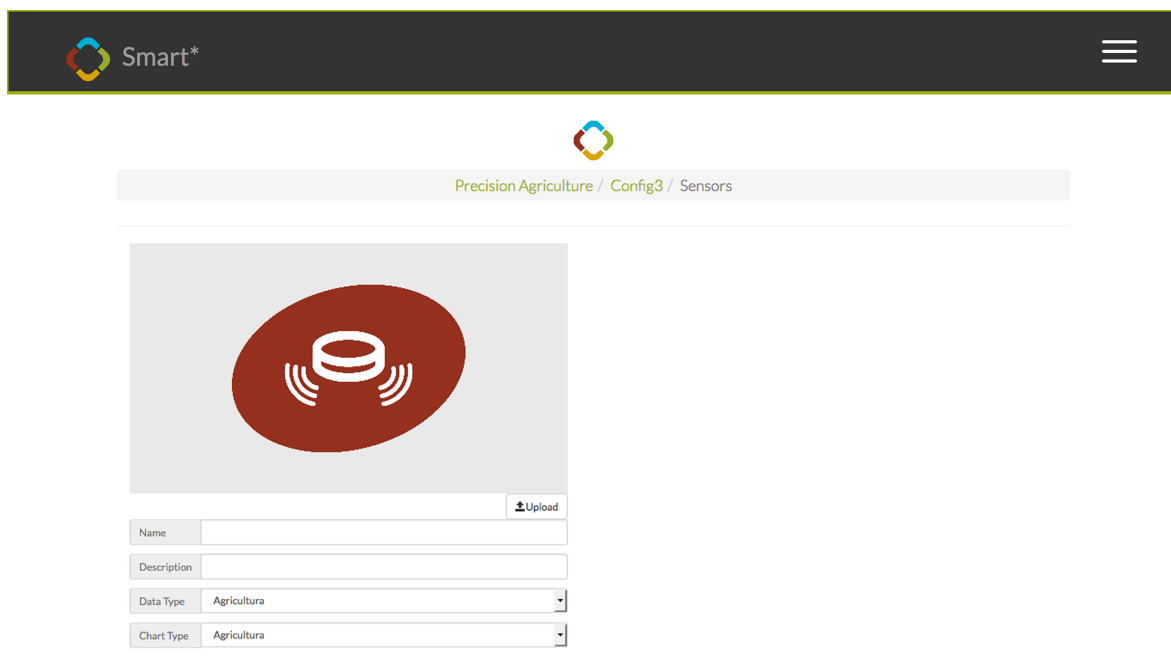 Smart*
Precision Agriculture / Config3 / Sensors
Upload
Name
Description
Data Type Agricultura
Chart Type Agricultura